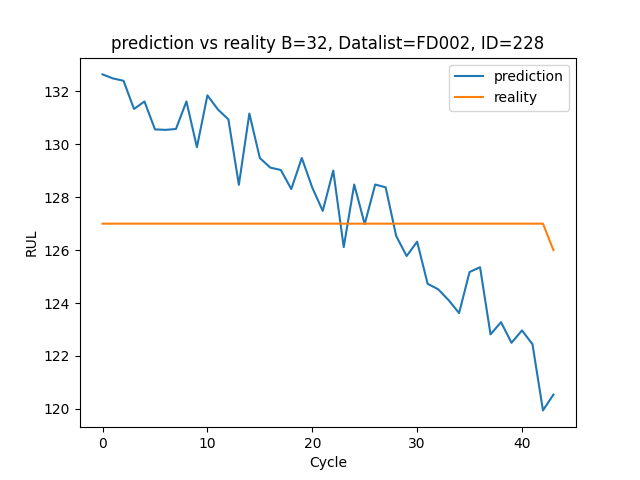 prediction vs reality B=32, Datalist=FD002, ID=228
prediction
reality
132
130
128
126
124
122
120
RUL
0 10 20 30 40
Cycle